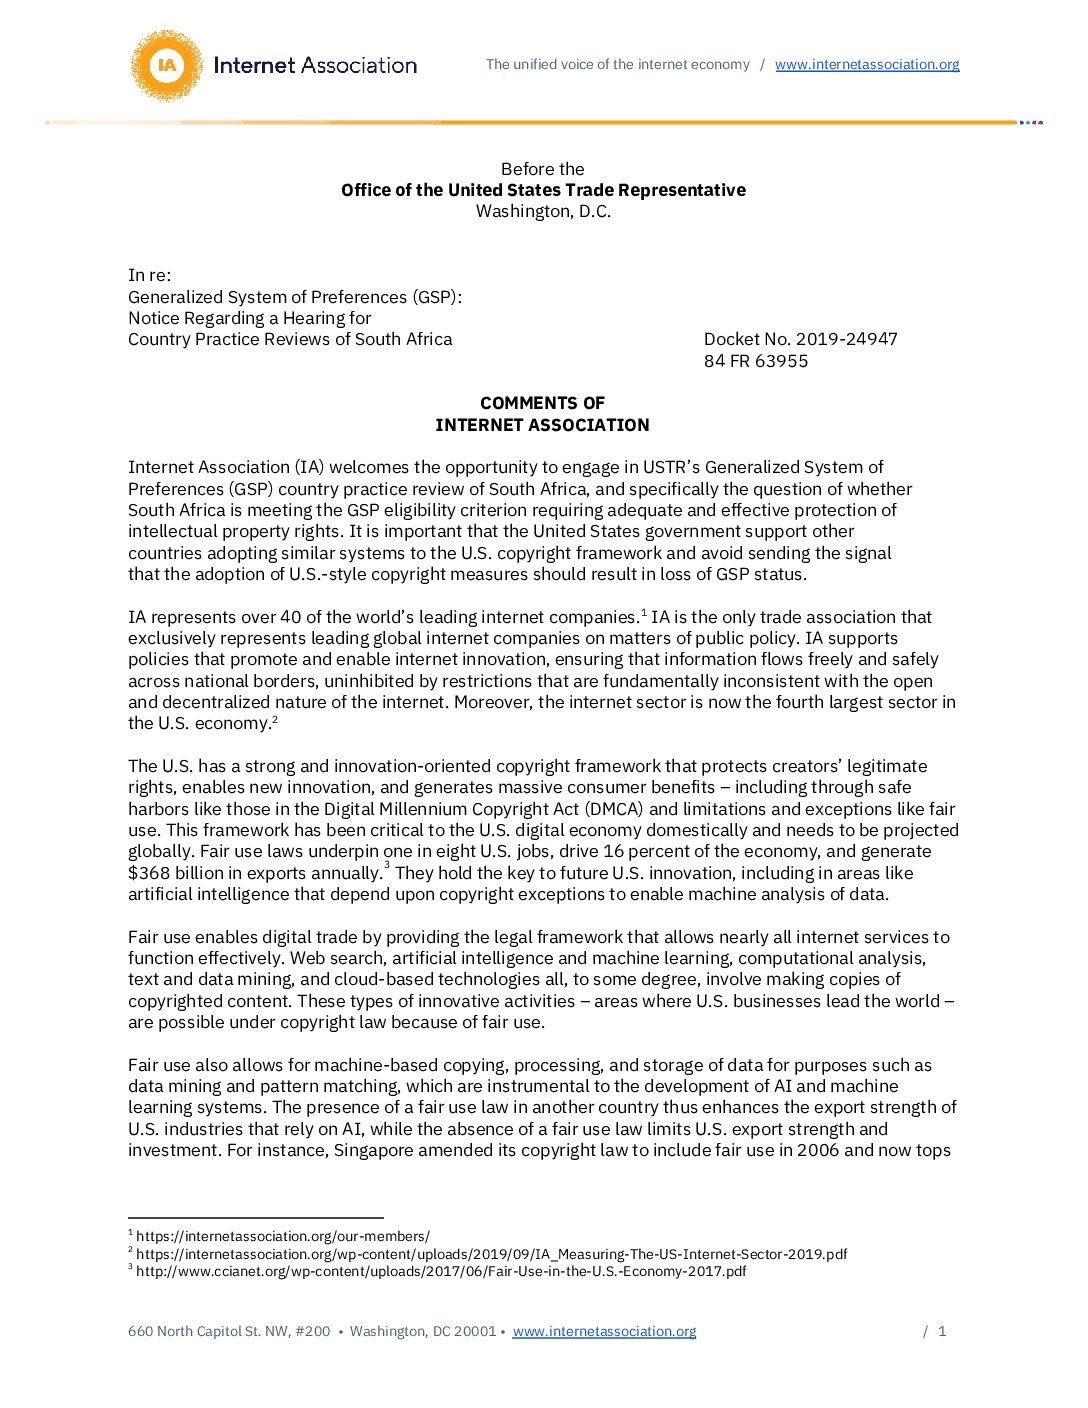 IA Internet Association
The unified voice of the internet economy / www.internetassociation.org
Before the
Office of the United States Trade Representative
Washington, D.C.
In re:
Generalized System of Preferences (GSP):
Notice Regarding a Hearing for
Country Practice Reviews of South Africa Docket No. 2019-24947
84 FR 63955
COMMENTS OF
INTERNET ASSOCIATION
Internet Association (IA) welcomes the opportunity to engage in USTR’s Generalized System of
Preferences (GSP) country practice review of South Africa, and specifically the question of whether
South Africa is meeting the GSP eligibility criterion requiring adequate and effective protection of
intellectual property rights. It is important that the United States government support other
countries adopting similar systems to the U.S. copyright framework and avoid sending the signal
that the adoption of U.S.-style copyright measures should result in loss of GSP status.
IA represents over 40 of the world’s leading internet companies.1 IA is the only trade association that
exclusively represents leading global internet companies on matters of public policy. IA supports
policies that promote and enable internet innovation, ensuring that information flows freely and safely
across national borders, uninhibited by restrictions that are fundamentally inconsistent with the open
and decentralized nature of the internet. Moreover, the internet sector is now the fourth largest sector in
the U.S. economy.2
The U.S. has a strong and innovation-oriented copyright framework that protects creators’ legitimate
rights, enables new innovation, and generates massive consumer benefits – including through safe
harbors like those in the Digital Millennium Copyright Act (DMCA) and limitations and exceptions like fair
use. This framework has been critical to the U.S. digital economy domestically and needs to be projected
globally. Fair use laws underpin one in eight U.S. jobs, drive 16 percent of the economy, and generate
$368 billion in exports annually.3 They hold the key to future U.S. innovation, including in areas like
artificial intelligence that depend upon copyright exceptions to enable machine analysis of data.
Fair use enables digital trade by providing the legal framework that allows nearly all internet services to
function effectively. Web search, artificial intelligence and machine learning, computational analysis,
text and data mining, and cloud-based technologies all, to some degree, involve making copies of
copyrighted content. These types of innovative activities – areas where U.S. businesses lead the world –
are possible under copyright law because of fair use.
Fair use also allows for machine-based copying, processing, and storage of data for purposes such as
data mining and pattern matching, which are instrumental to the development of AI and machine
learning systems. The presence of a fair use law in another country thus enhances the export strength of
U.S. industries that rely on AI, while the absence of a fair use law limits U.S. export strength and
investment. For instance, Singapore amended its copyright law to include fair use in 2006 and now tops
1 https://internetassociation.org/our-members/
2 https://internetassociation.org/wp-content/uploads/2019/09/IA_Measuring-The-US-Internet-Sector-2019.pdf
3 http://www.ccianet.org/wp-content/uploads/2017/06/Fair-Use-in-the-U.S.-Economy-2017.pdf
660 North Capitol St. NW, #200 • Washington, DC 20001 • www.internetassociation.org / 1